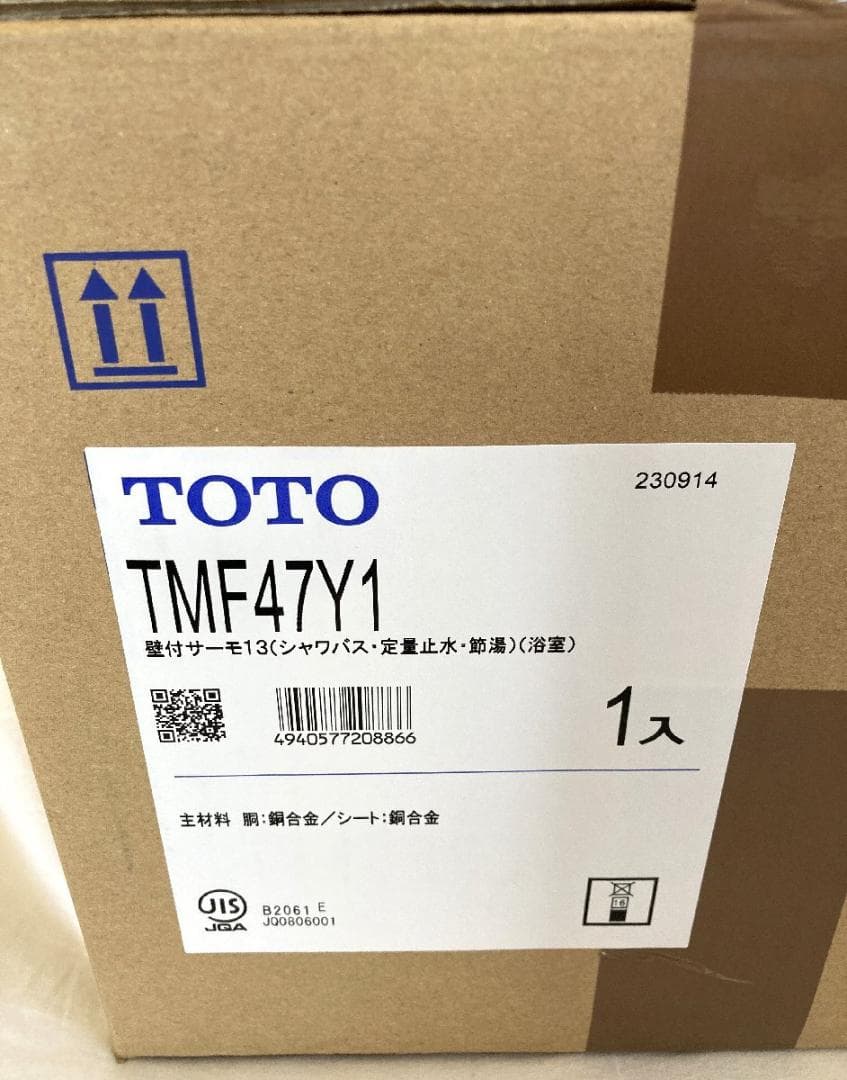 TOTO
230914
TMF47Y1
壁付サーモ13(シャワバス・定量止水・節湯)(浴室)
4940577208866
1入
主材料 胴:銅合金/シート:銅合金
JIS
JQA
B2061 E
JQ0806001
16